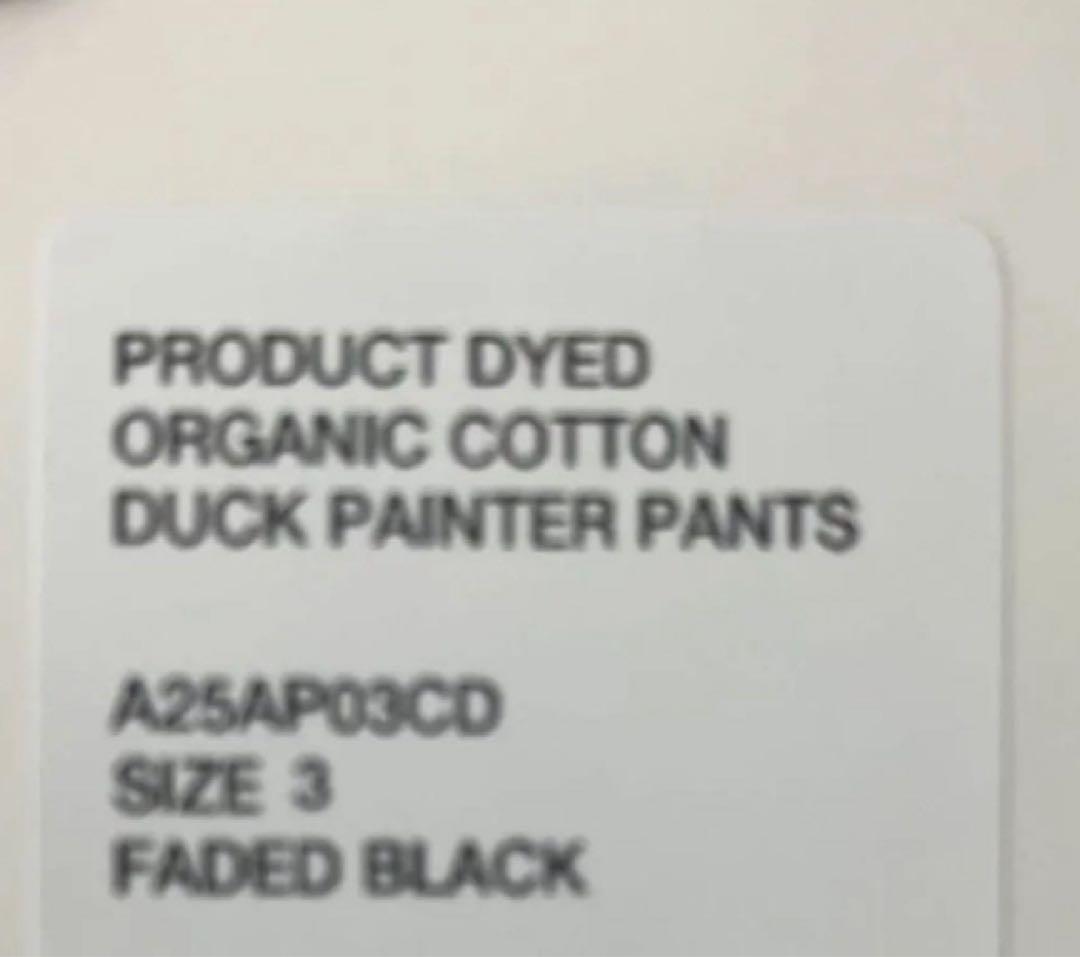 PRODUCT DYED
ORGANIC COTTON
DUCK PAINTER PANTS
A25AP03CD
SIZE 3
FADED BLACK